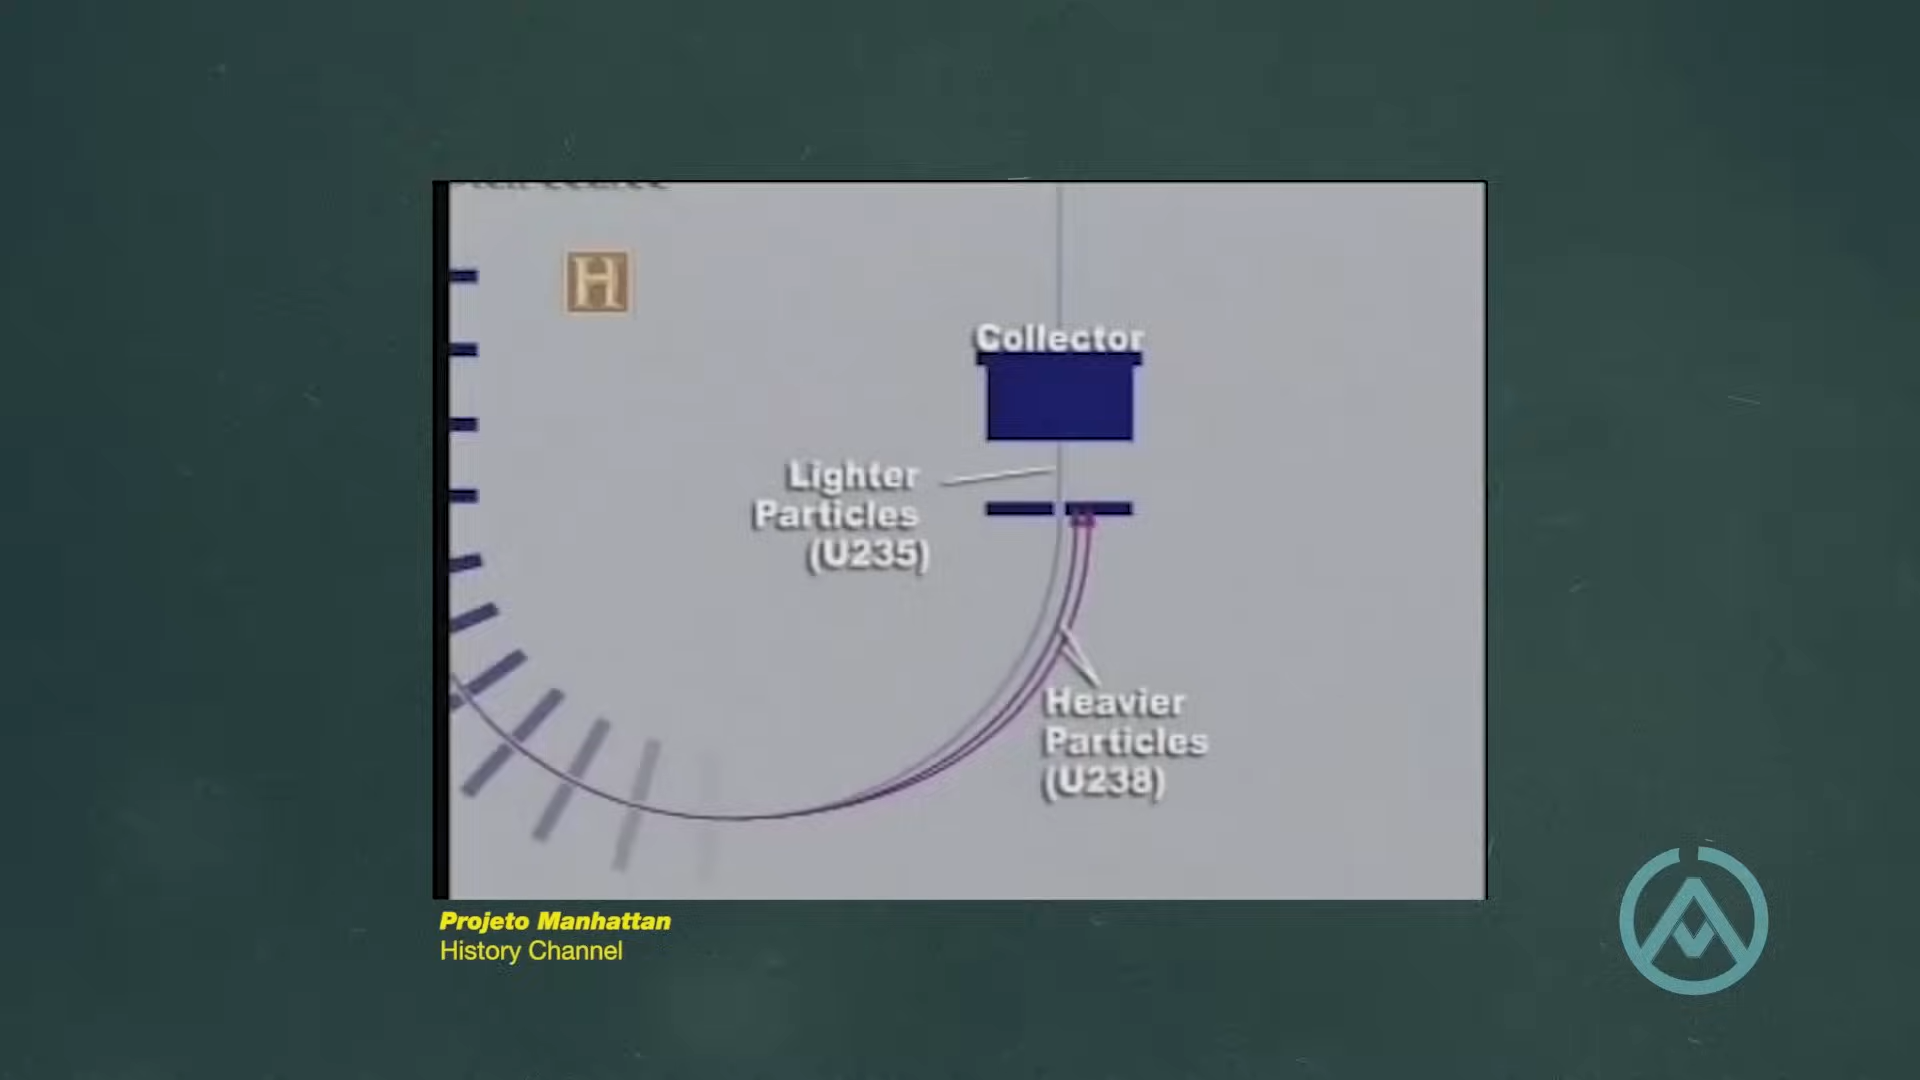 H
Collector
Lighter
Particles
(U235)
Heavier
Particles
(U238)
Projeto Manhattan
History Channel